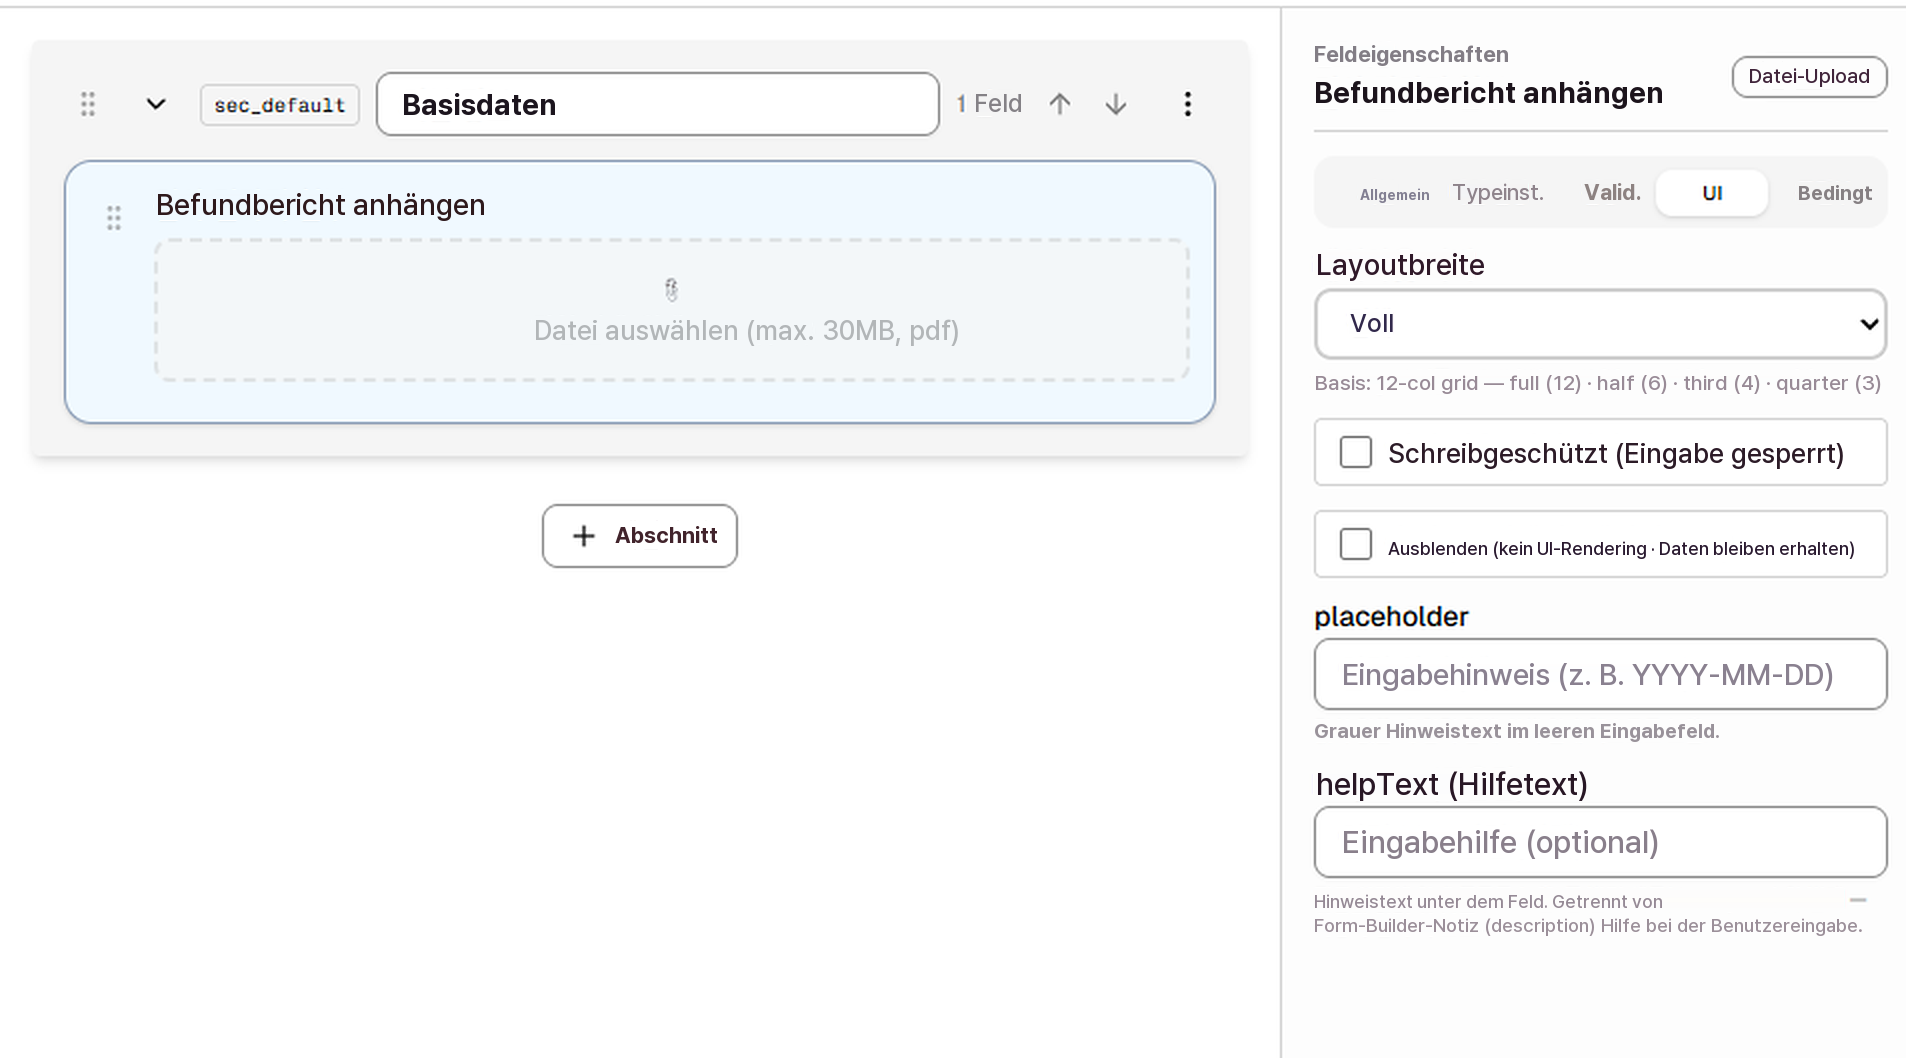 sec_default
Basisdaten
1 Feld
Befundbericht anhängen
Datei auswählen (max. 30MB, pdf)
Abschnitt
Feldeigenschaften
Befundbericht anhängen
Datei-Upload
Allgemein
Typeinst.
Valid.
UI
Bedingt
Layoutbreite
Voll
Basis: 12-col grid — full (12) · half (6) · third (4) · quarter (3)
Schreibgeschützt (Eingabe gesperrt)
Ausblenden (kein UI-Rendering · Daten bleiben erhalten)
placeholder
Eingabehinweis (z. B. YYYY-MM-DD)
Grauer Hinweistext im leeren Eingabefeld.
helpText (Hilfetext)
Eingabehilfe (optional)
Hinweistext unter dem Feld. Getrennt von
Form-Builder-Notiz (description) Hilfe bei der Benutzereingabe.